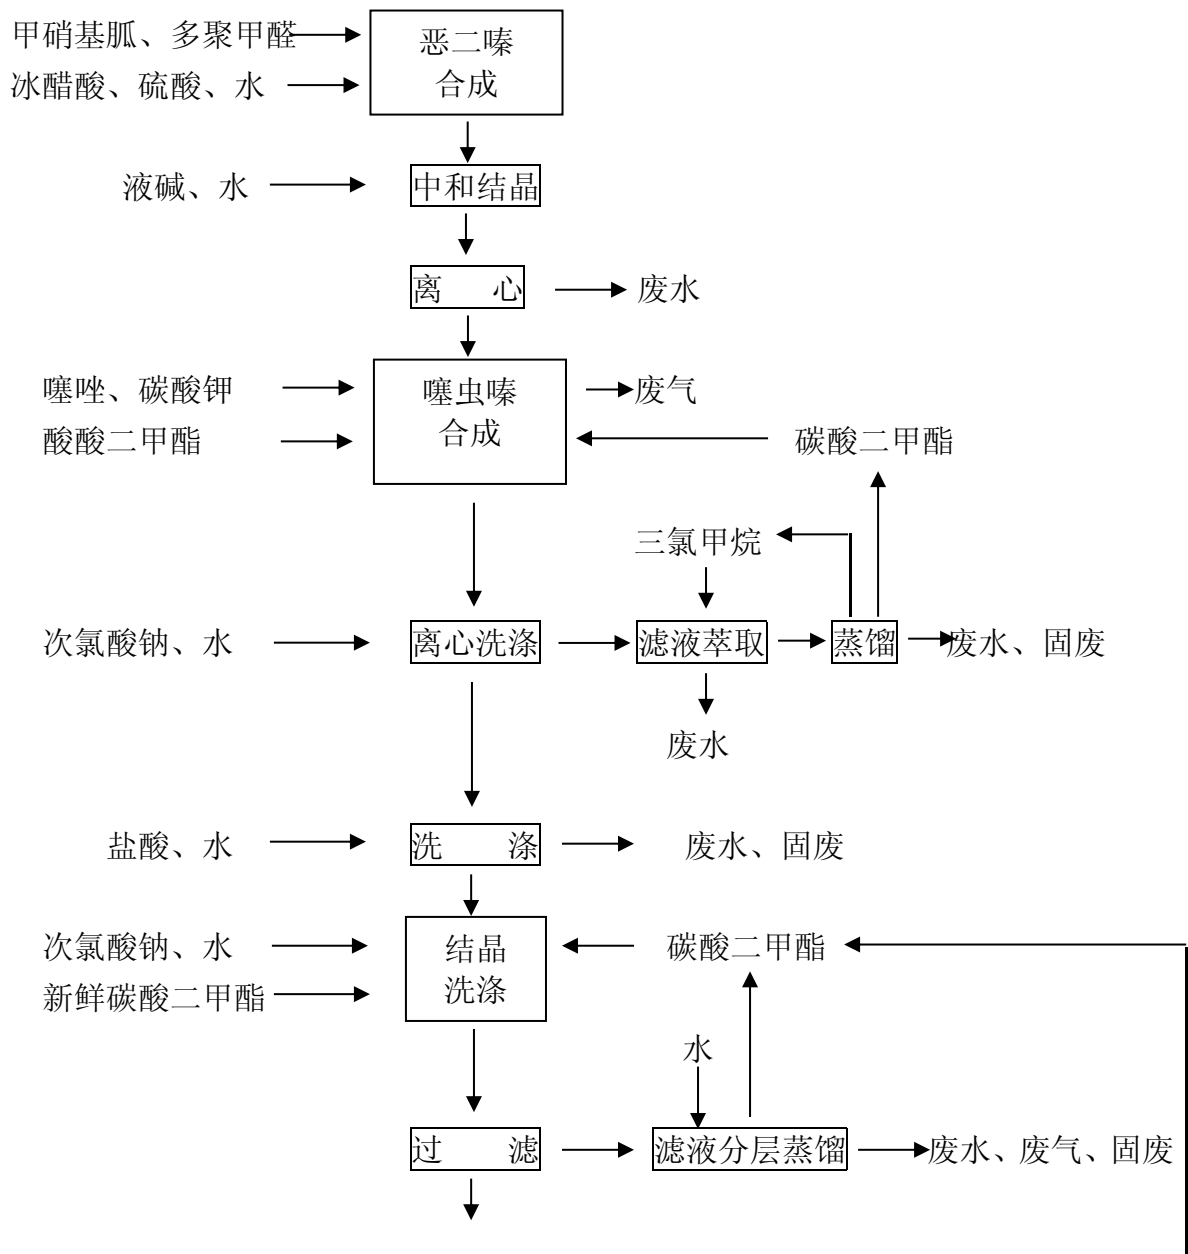 甲硝基胍、多聚甲醛
恶二嗪
合成
冰醋酸、硫酸、水
液碱、水
中和结晶
离 心
废水
噻唑、碳酸钾
噻虫嗪
合成
废气
酸酸二甲酯
碳酸二甲酯
三氯甲烷
次氯酸钠、水
离心洗涤
滤液萃取
蒸馏
废水、固废
废水
盐酸、水
洗 涤
废水、固废
次氯酸钠、水
结晶
洗涤
碳酸二甲酯
新鲜碳酸二甲酯
水
过 滤
滤液分层蒸馏
废水、废气、固废